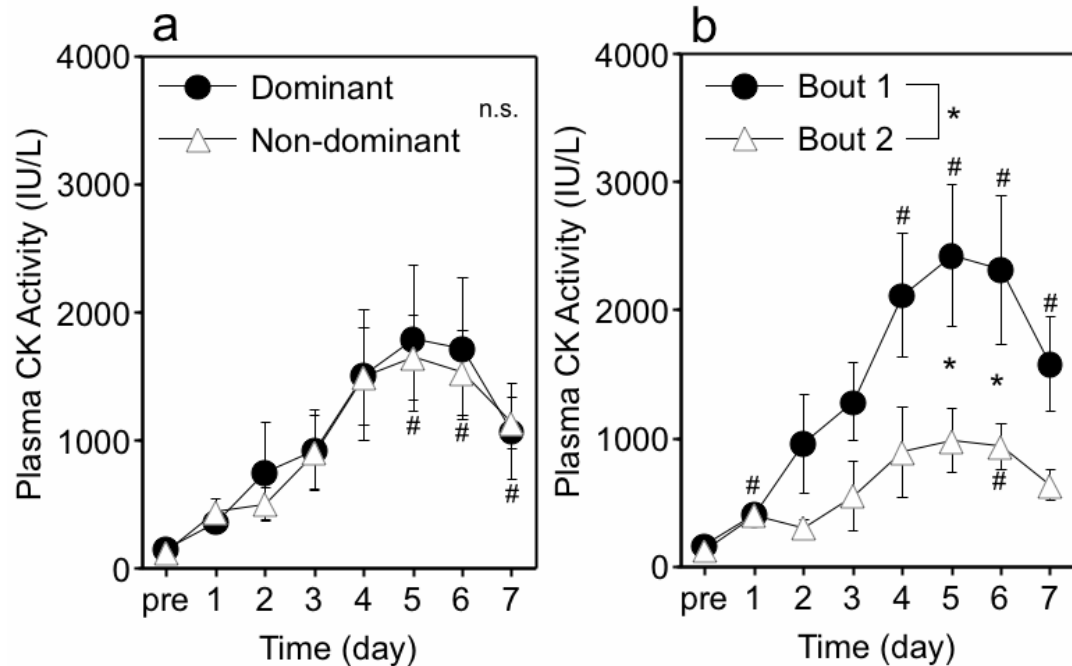 a
4000
3000
2000
1000
0
Plasma CK Activity (IU/L)
Dominant
Non-dominant
n.s.
# # #
pre 1 2 3 4 5 6 7
Time (day)
b
4000
3000
2000
1000
0
Plasma CK Activity (IU/L)
Bout 1
Bout 2
*
# # # # #
* *
#
pre 1 2 3 4 5 6 7
Time (day)